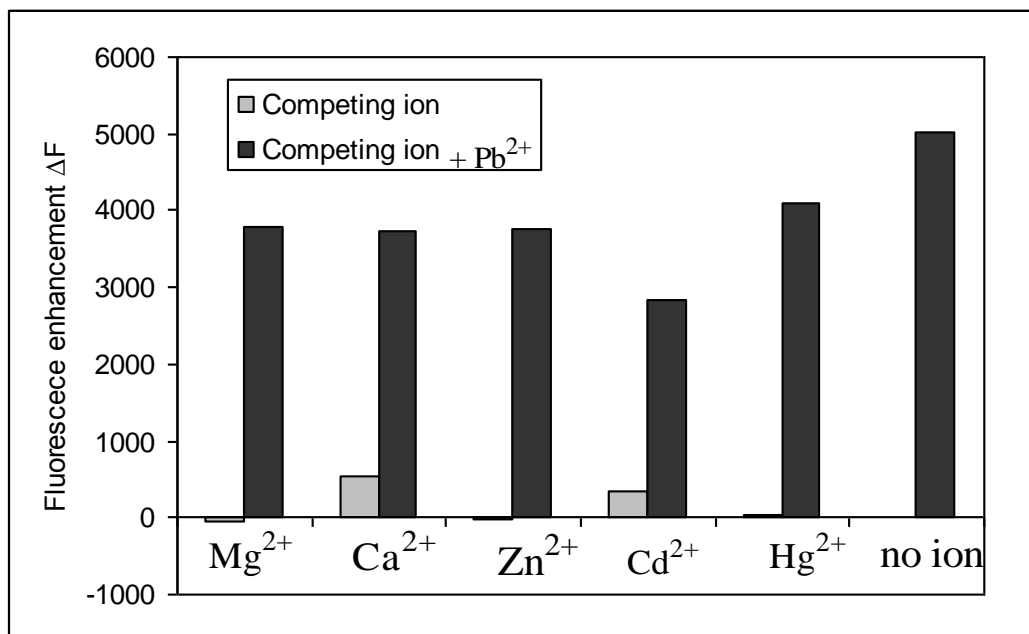 6000
5000
4000
3000
2000
1000
0
-1000
Fluorescece enhancement ΔF
Competing ion
Competing ion + Pb²⁺
Mg²⁺ Ca²⁺ Zn²⁺ Cd²⁺ Hg²⁺ no ion